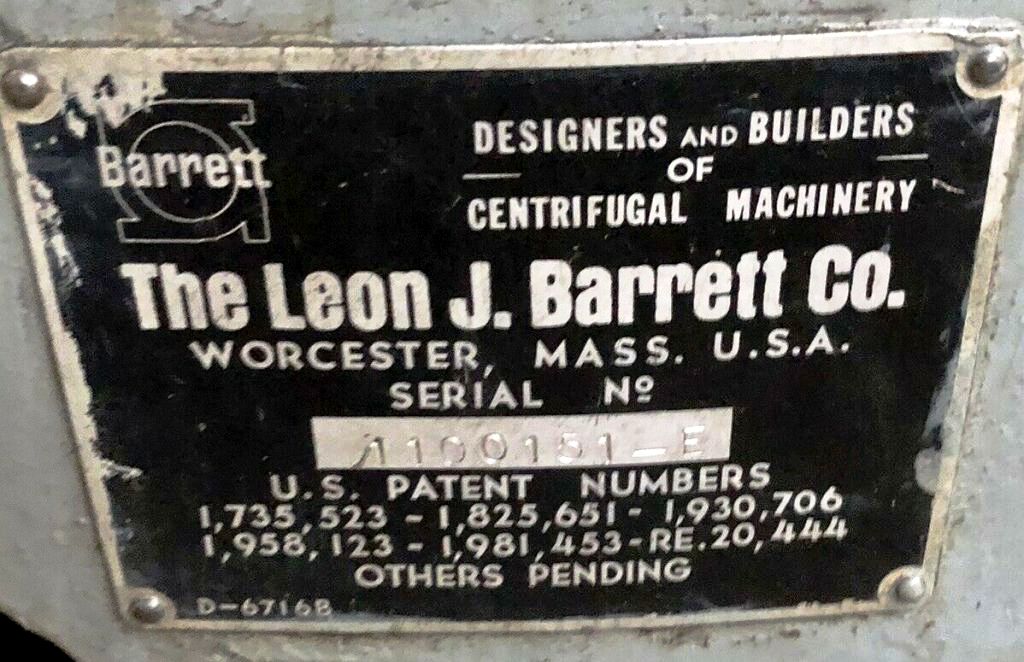 Barrett
DESIGNERS AND BUILDERS
OF
CENTRIFUGAL MACHINERY
The Leon J. Barrett Co.
WORCESTER, MASS. U.S.A.
SERIAL Nº
1100151-E
U.S. PATENT NUMBERS
1,735,523 - 1,825,651 - 1,930,706
1,958,123 - 1,981,453 - RE.20,444
OTHERS PENDING
D-6716B